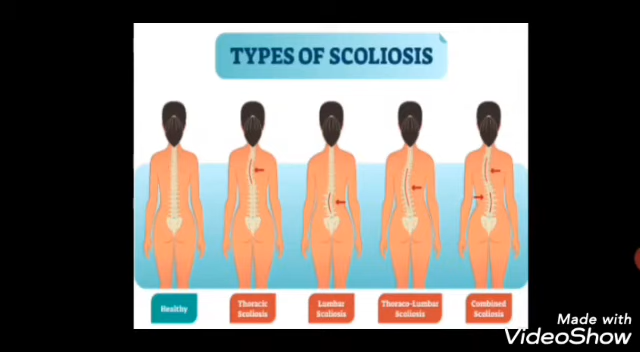 TYPES OF SCOLIOSIS
Healthy
Thoracic
Scoliosis
Lumbar
Scoliosis
Thoraco-Lumbar
Scoliosis
Combined
Scoliosis
Made with
VideoShow